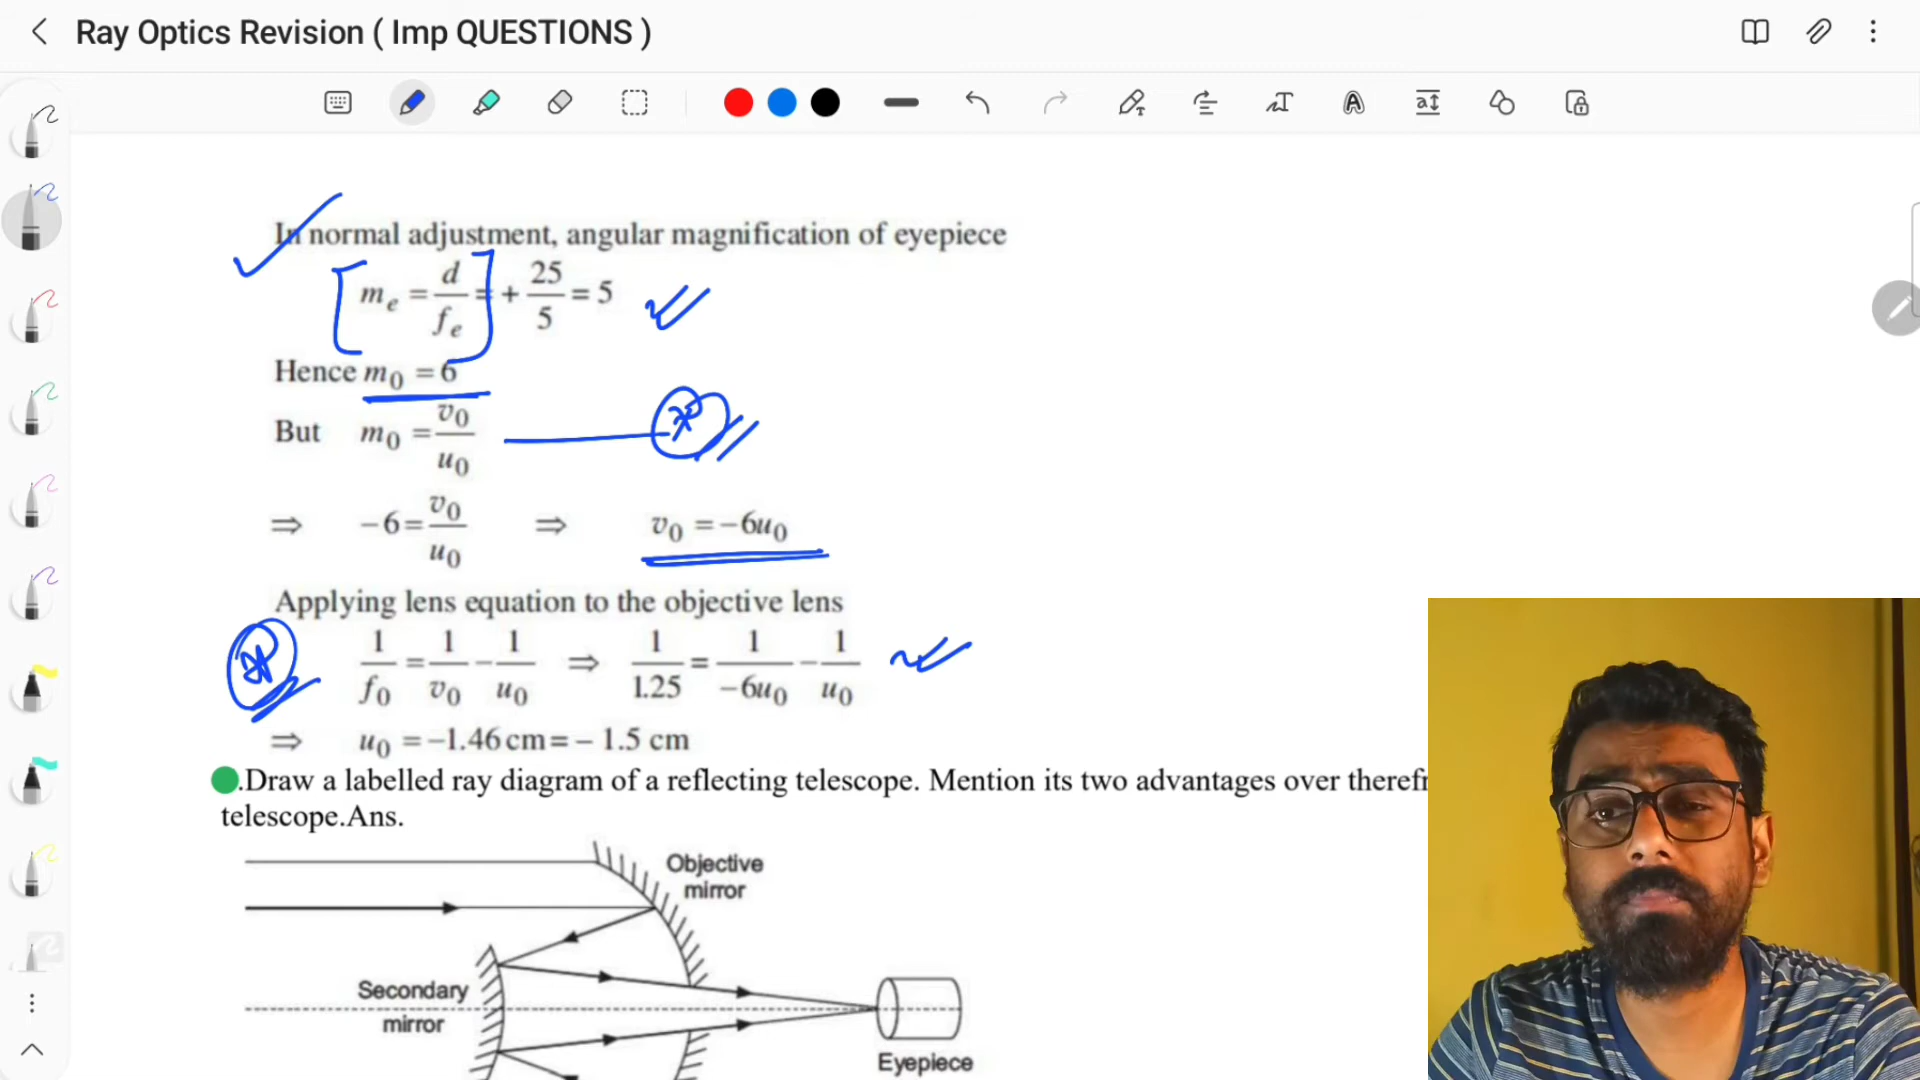 Ray Optics Revision ( Imp QUESTIONS )
In normal adjustment, angular magnification of eyepiece
m_e = d/f_e = + 25/5 = 5
Hence m_0 = 6
But m_0 = v_0/u_0
⇒ −6 = v_0/u_0 ⇒ v_0 = −6u_0
Applying lens equation to the objective lens
1/f_0 = 1/v_0 − 1/u_0 ⇒ 1/1.25 = 1/−6u_0 − 1/u_0
⇒ u_0 = −1.46 cm = − 1.5 cm
.Draw a labelled ray diagram of a reflecting telescope. Mention its two advantages over therefr
telescope.Ans.
Objective
mirror
Secondary
mirror
Eyepiece